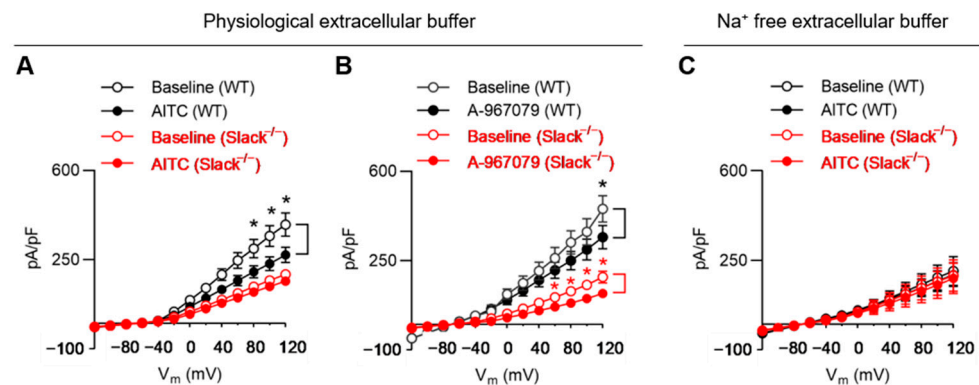 Physiological extracellular buffer
Na⁺ free extracellular buffer
A
Baseline (WT)
AITC (WT)
Baseline (Slack⁻/⁻)
AITC (Slack⁻/⁻)
600
250
−100
pA/pF
* * *
−80 −40 0 40 80 120
Vₘ (mV)
B
Baseline (WT)
A-967079 (WT)
Baseline (Slack⁻/⁻)
A-967079 (Slack⁻/⁻)
600
250
−100
pA/pF
*
* * * *
−80 −40 0 40 80 120
Vₘ (mV)
C
Baseline (WT)
AITC (WT)
Baseline (Slack⁻/⁻)
AITC (Slack⁻/⁻)
600
250
−100
pA/pF
−80 −40 0 40 80 120
Vₘ (mV)